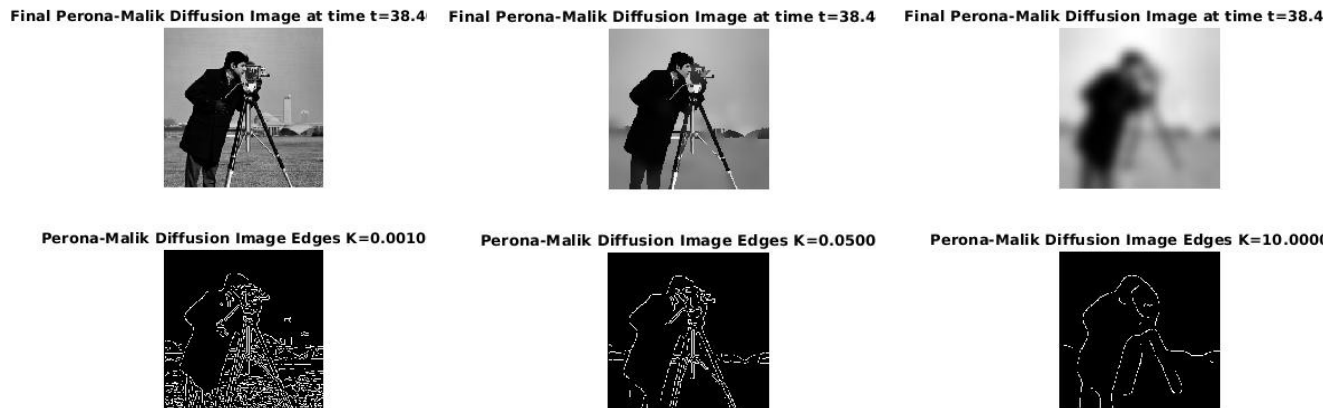 Final Perona-Malik Diffusion Image at time t=38.4
Final Perona-Malik Diffusion Image at time t=38.4
Final Perona-Malik Diffusion Image at time t=38.4
Perona-Malik Diffusion Image Edges K=0.0010
Perona-Malik Diffusion Image Edges K=0.0500
Perona-Malik Diffusion Image Edges K=10.0000